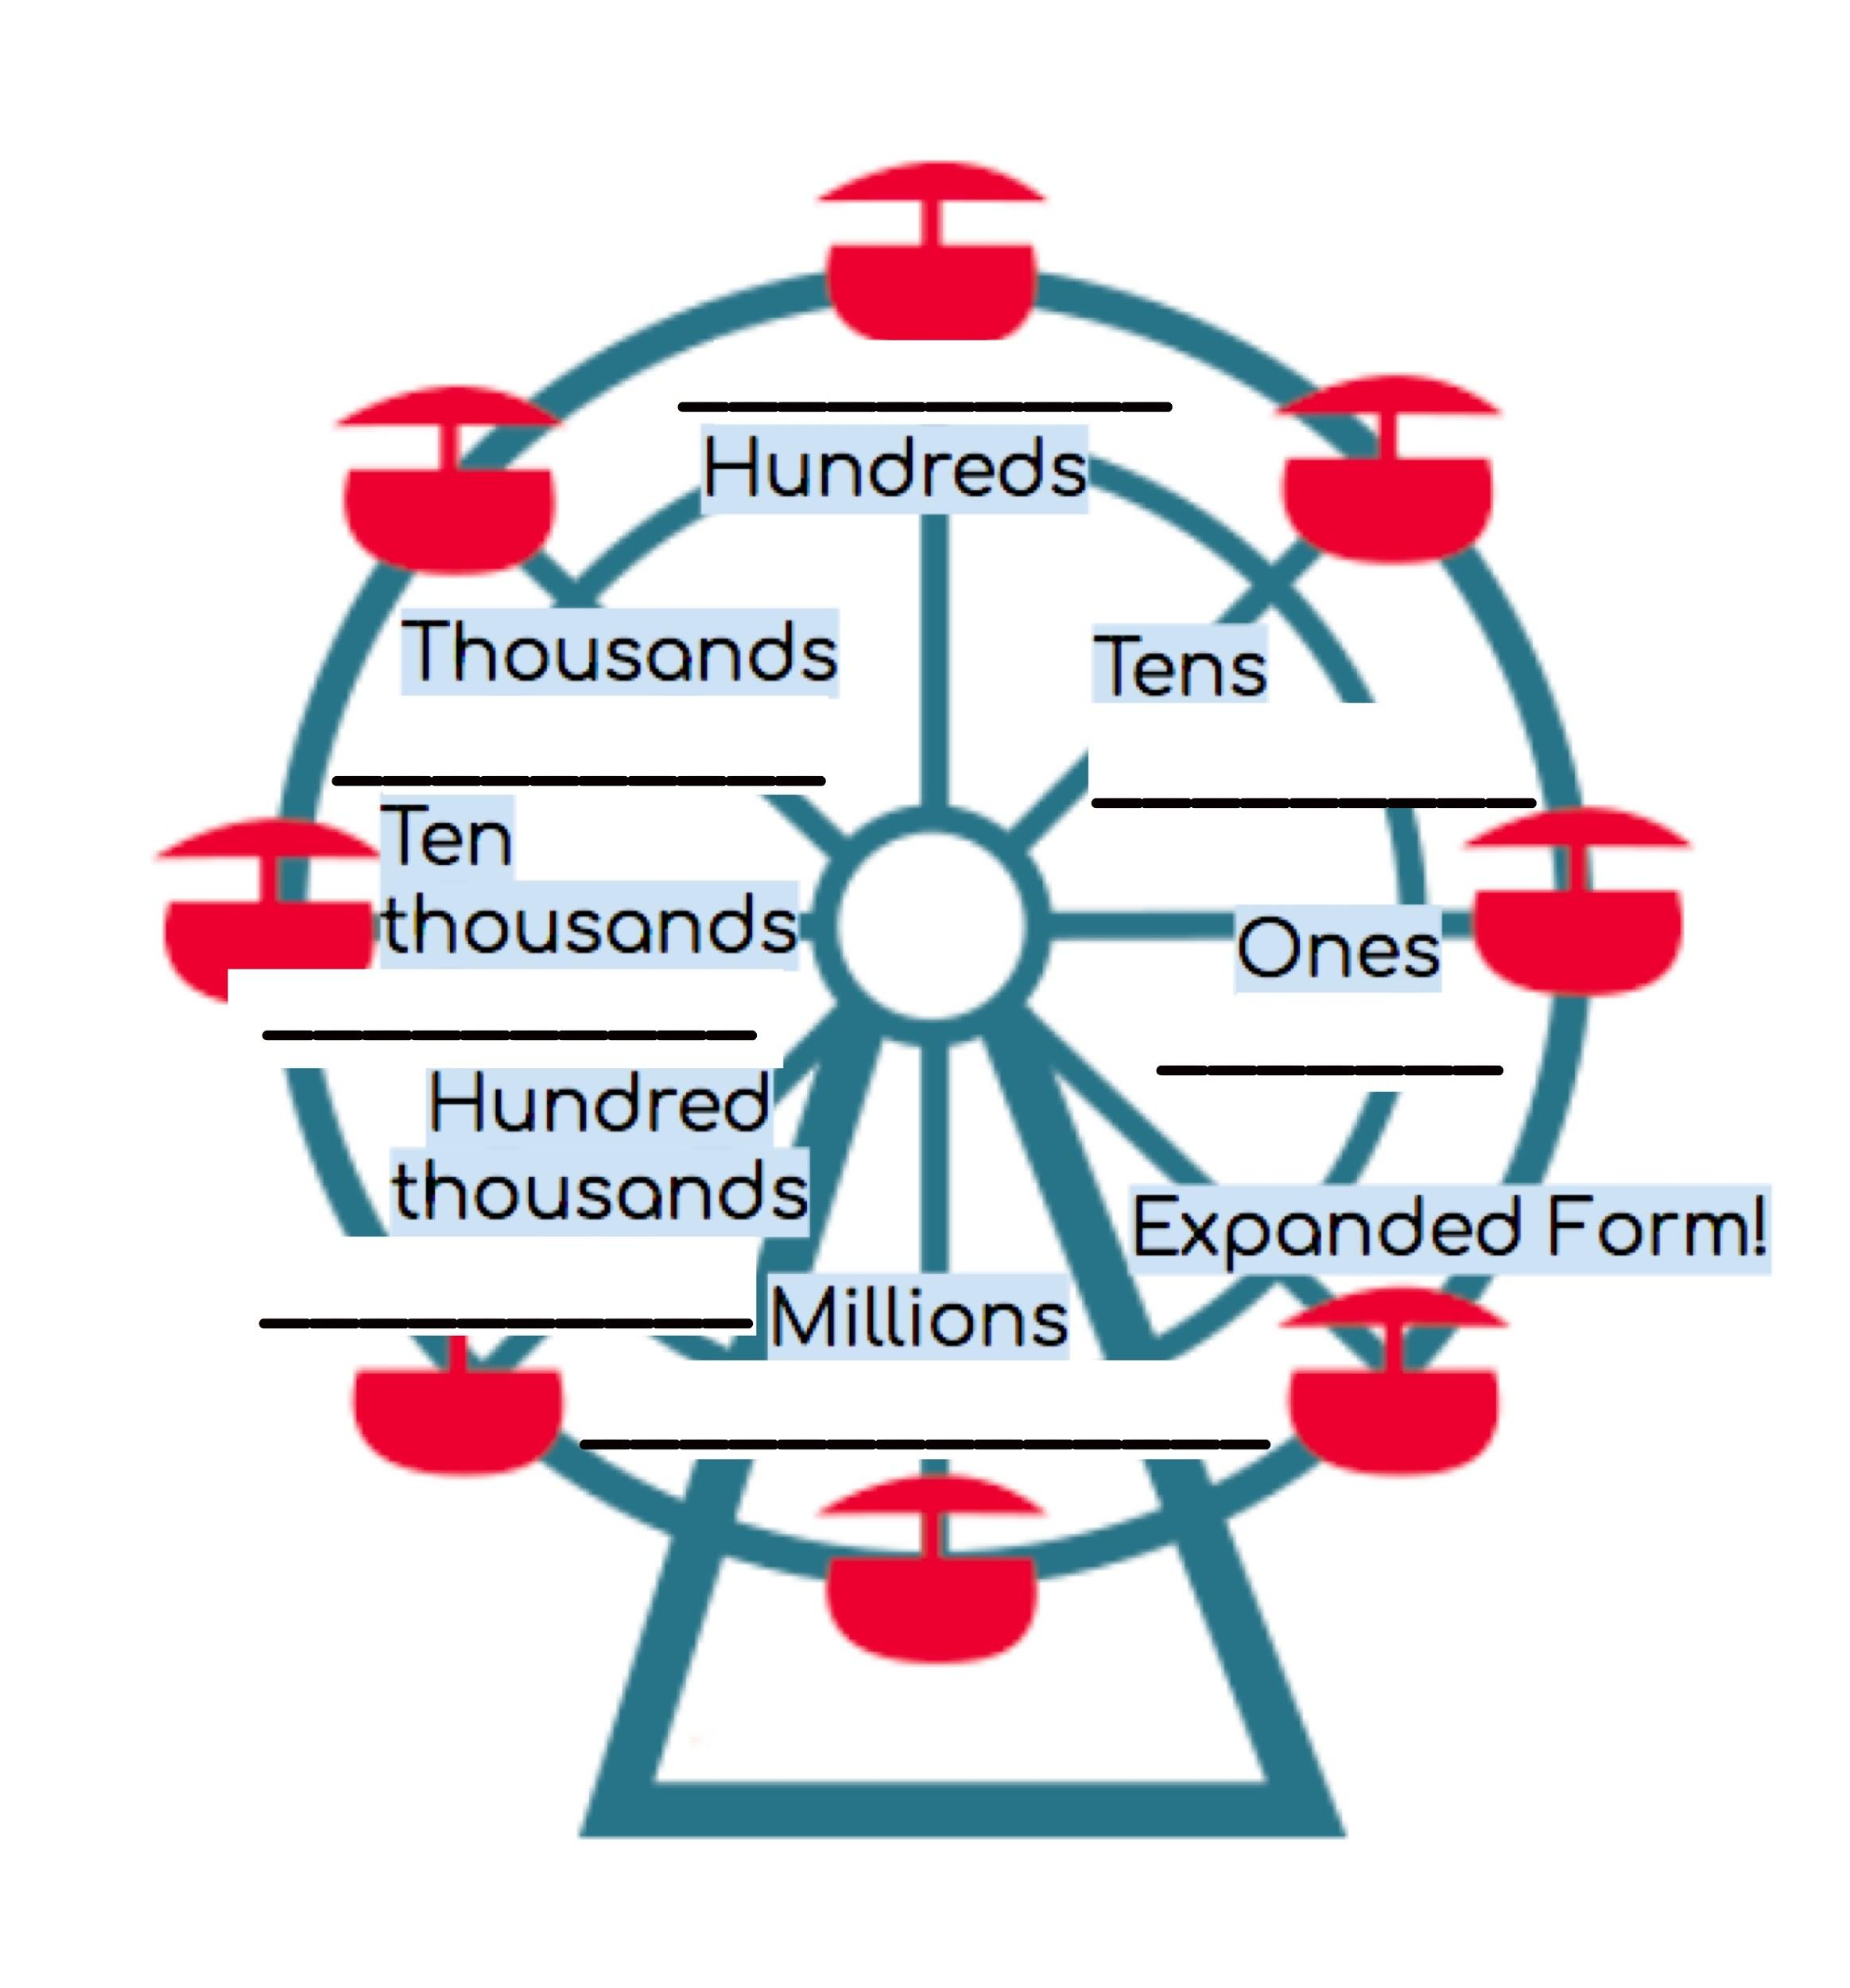 Hundreds
Thousands
Tens
Ten
thousands
Ones
Hundred
thousands
Expanded Form!
Millions